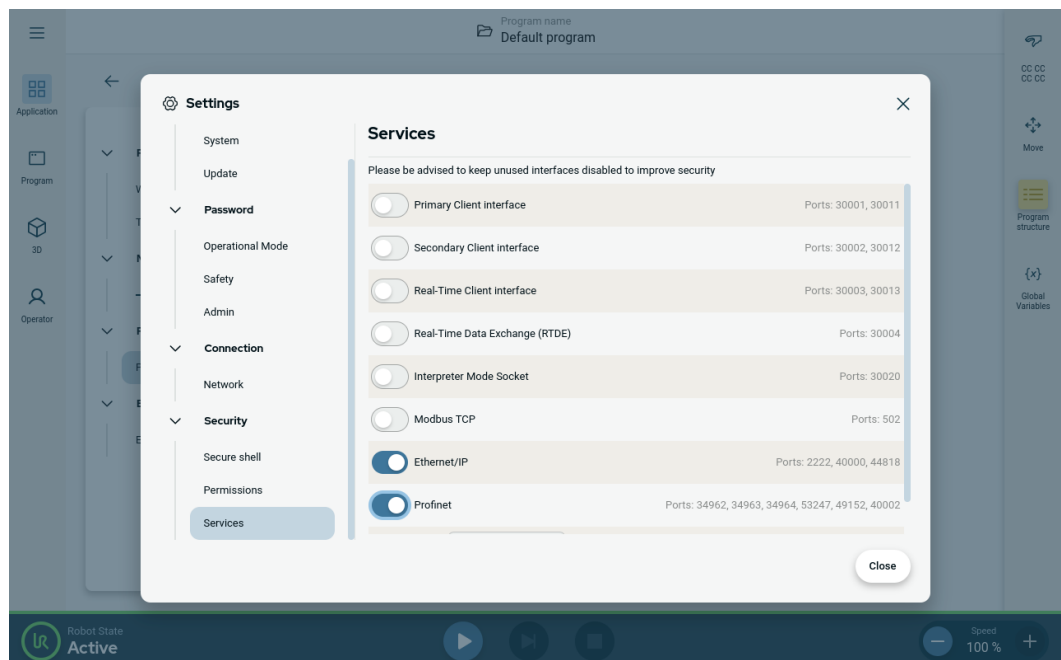 Program name
Default program
Application
Program
3D
Operator
Settings
System
Update
Password
Operational Mode
Safety
Admin
Connection
Network
Security
Secure shell
Permissions
Services
Services
Please be advised to keep unused interfaces disabled to improve security
Primary Client interface Ports: 30001, 30011
Secondary Client interface Ports: 30002, 30012
Real-Time Client interface Ports: 30003, 30013
Real-Time Data Exchange (RTDE) Ports: 30004
Interpreter Mode Socket Ports: 30020
Modbus TCP Ports: 502
Ethernet/IP Ports: 2222, 40000, 44818
Profinet Ports: 34962, 34963, 34964, 53247, 49152, 40002
Close
CC CC
CC CC
Move
Program
structure
{x}
Global
Variables
UR
Robot State
Active
Speed
100 %